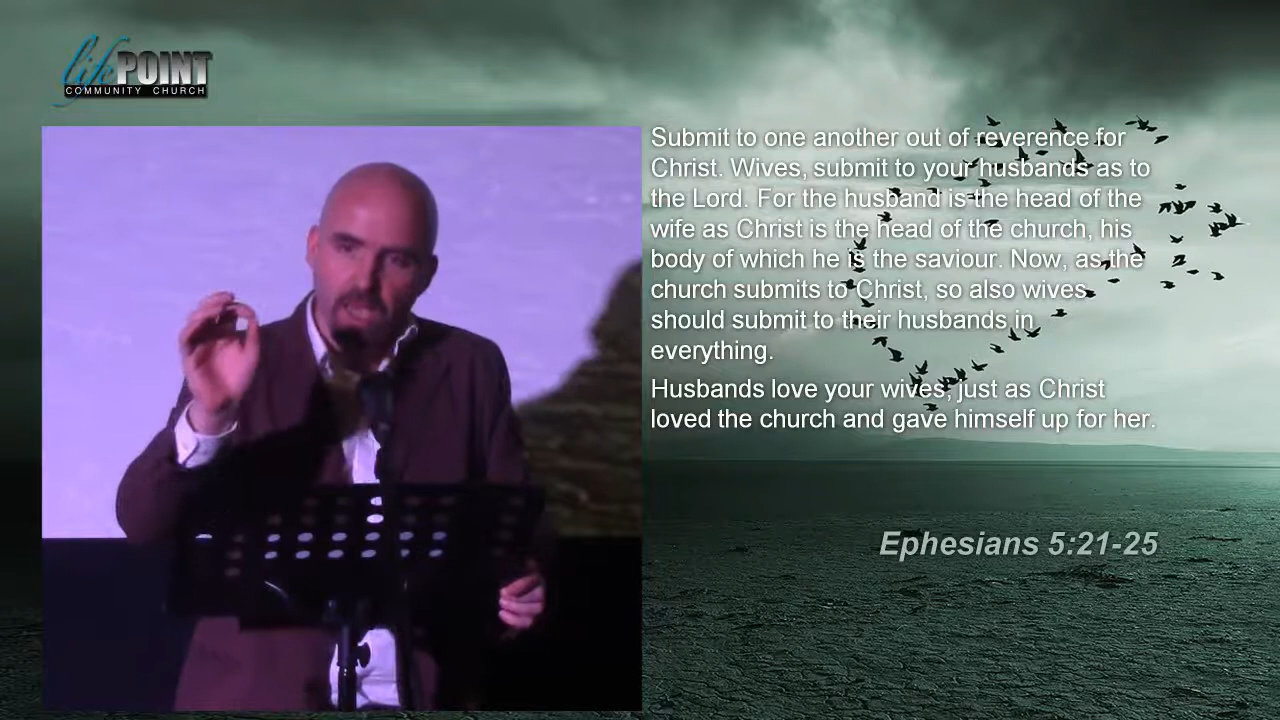 lifePOINT
COMMUNITY CHURCH
Submit to one another out of reverence for
Christ. Wives, submit to your husbands as to
the Lord. For the husband is the head of the
wife as Christ is the head of the church, his
body of which he is the saviour. Now, as the
church submits to Christ, so also wives
should submit to their husbands in
everything.
Husbands love your wives, just as Christ
loved the church and gave himself up for her.
Ephesians 5:21-25